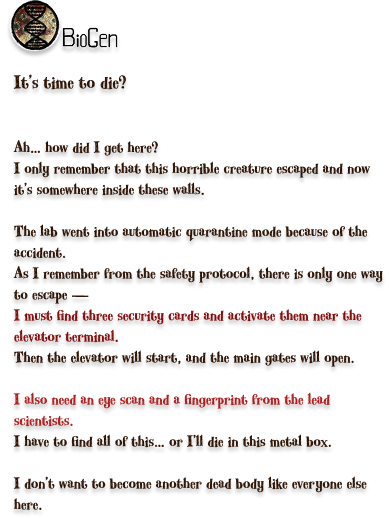 BioGen
It's time to die?
Ah... how did I get here?
I only remember that this horrible creature escaped and now
it's somewhere inside these walls.
The lab went into automatic quarantine mode because of the
accident.
As I remember from the safety protocol, there is only one way
to escape —
I must find three security cards and activate them near the
elevator terminal.
Then the elevator will start, and the main gates will open.
I also need an eye scan and a fingerprint from the lead
scientists.
I have to find all of this... or I'll die in this metal box.
I don't want to become another dead body like everyone else
here.